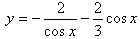 y = − 2/cos x − 2/3 cos x